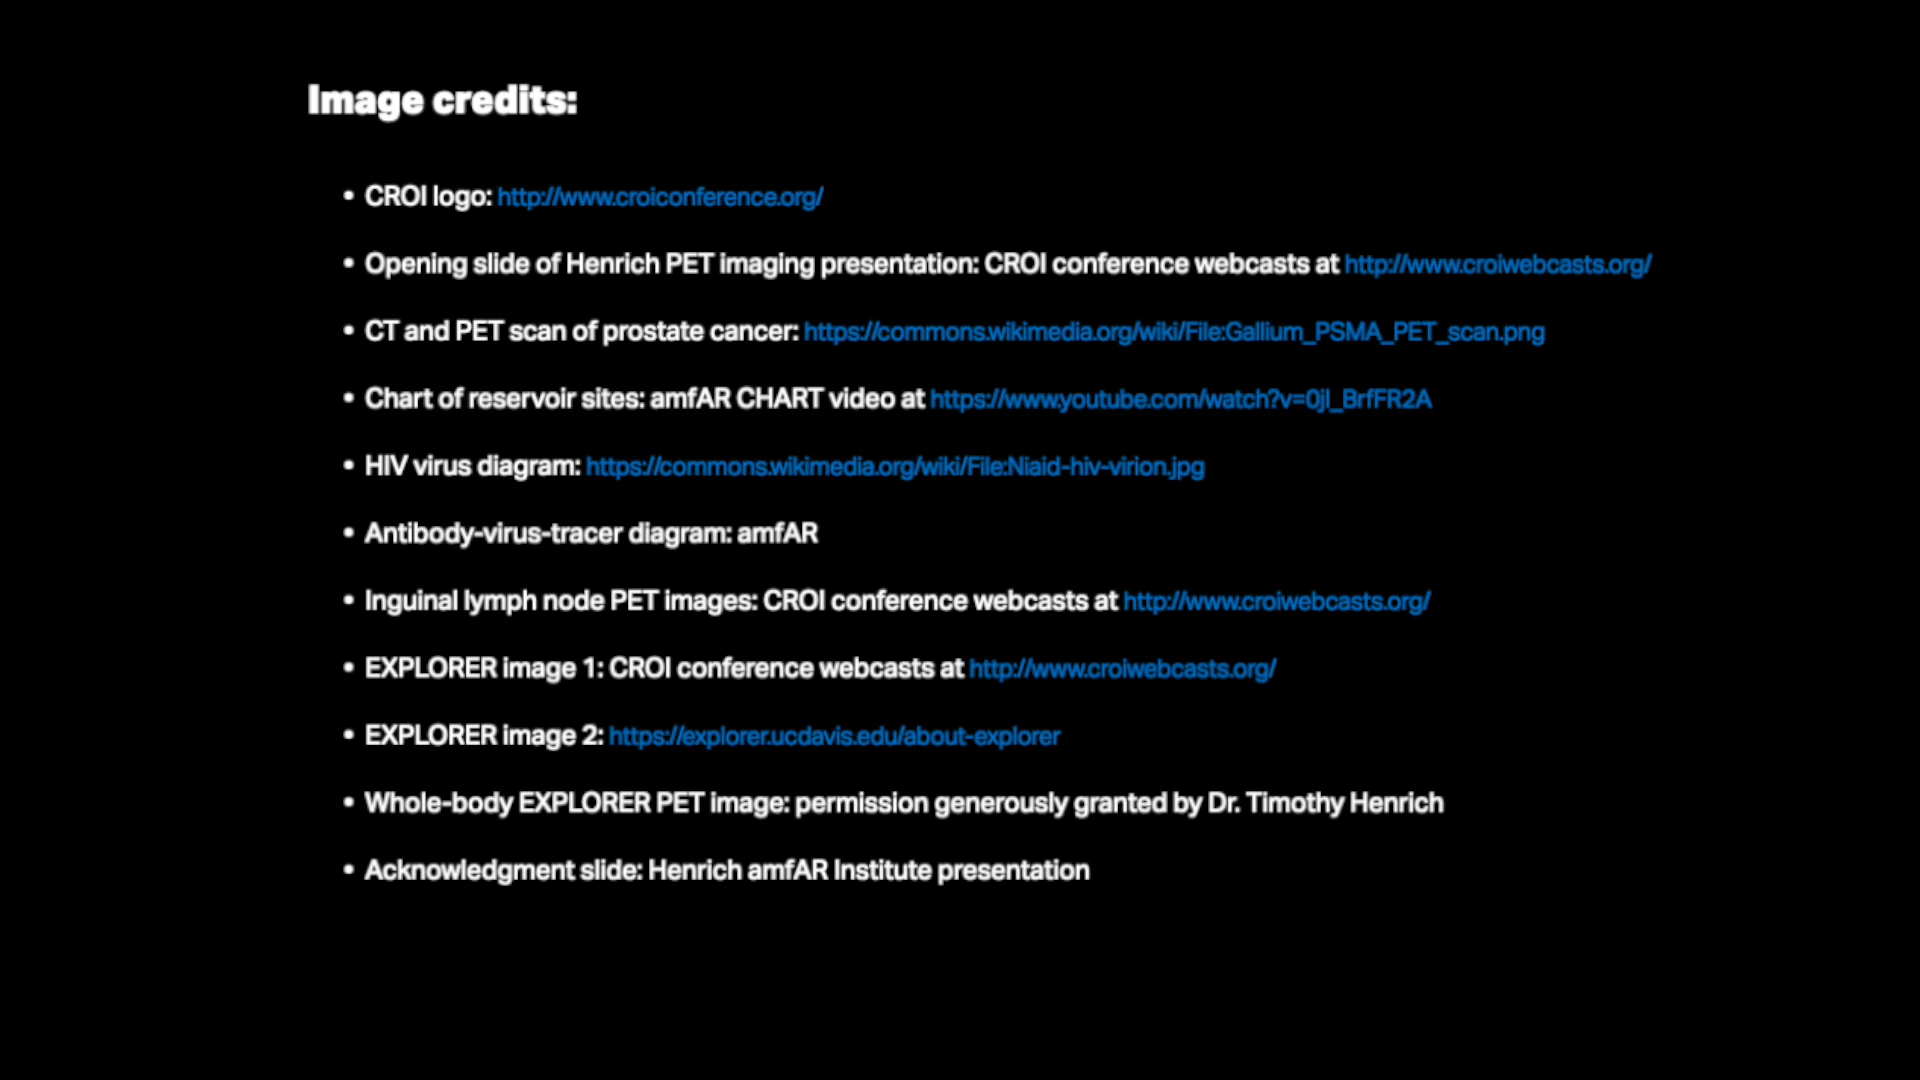 Image credits:
• CROI logo: http://www.croiconference.org/
• Opening slide of Henrich PET imaging presentation: CROI conference webcasts at http://www.croiwebcasts.org/
• CT and PET scan of prostate cancer: https://commons.wikimedia.org/wiki/File:Gallium_PSMA_PET_scan.png
• Chart of reservoir sites: amfAR CHART video at https://www.youtube.com/watch?v=0jl_BrfFR2A
• HIV virus diagram: https://commons.wikimedia.org/wiki/File:Niaid-hiv-virion.jpg
• Antibody-virus-tracer diagram: amfAR
• Inguinal lymph node PET images: CROI conference webcasts at http://www.croiwebcasts.org/
• EXPLORER image 1: CROI conference webcasts at http://www.croiwebcasts.org/
• EXPLORER image 2: https://explorer.ucdavis.edu/about-explorer
• Whole-body EXPLORER PET image: permission generously granted by Dr. Timothy Henrich
• Acknowledgment slide: Henrich amfAR Institute presentation